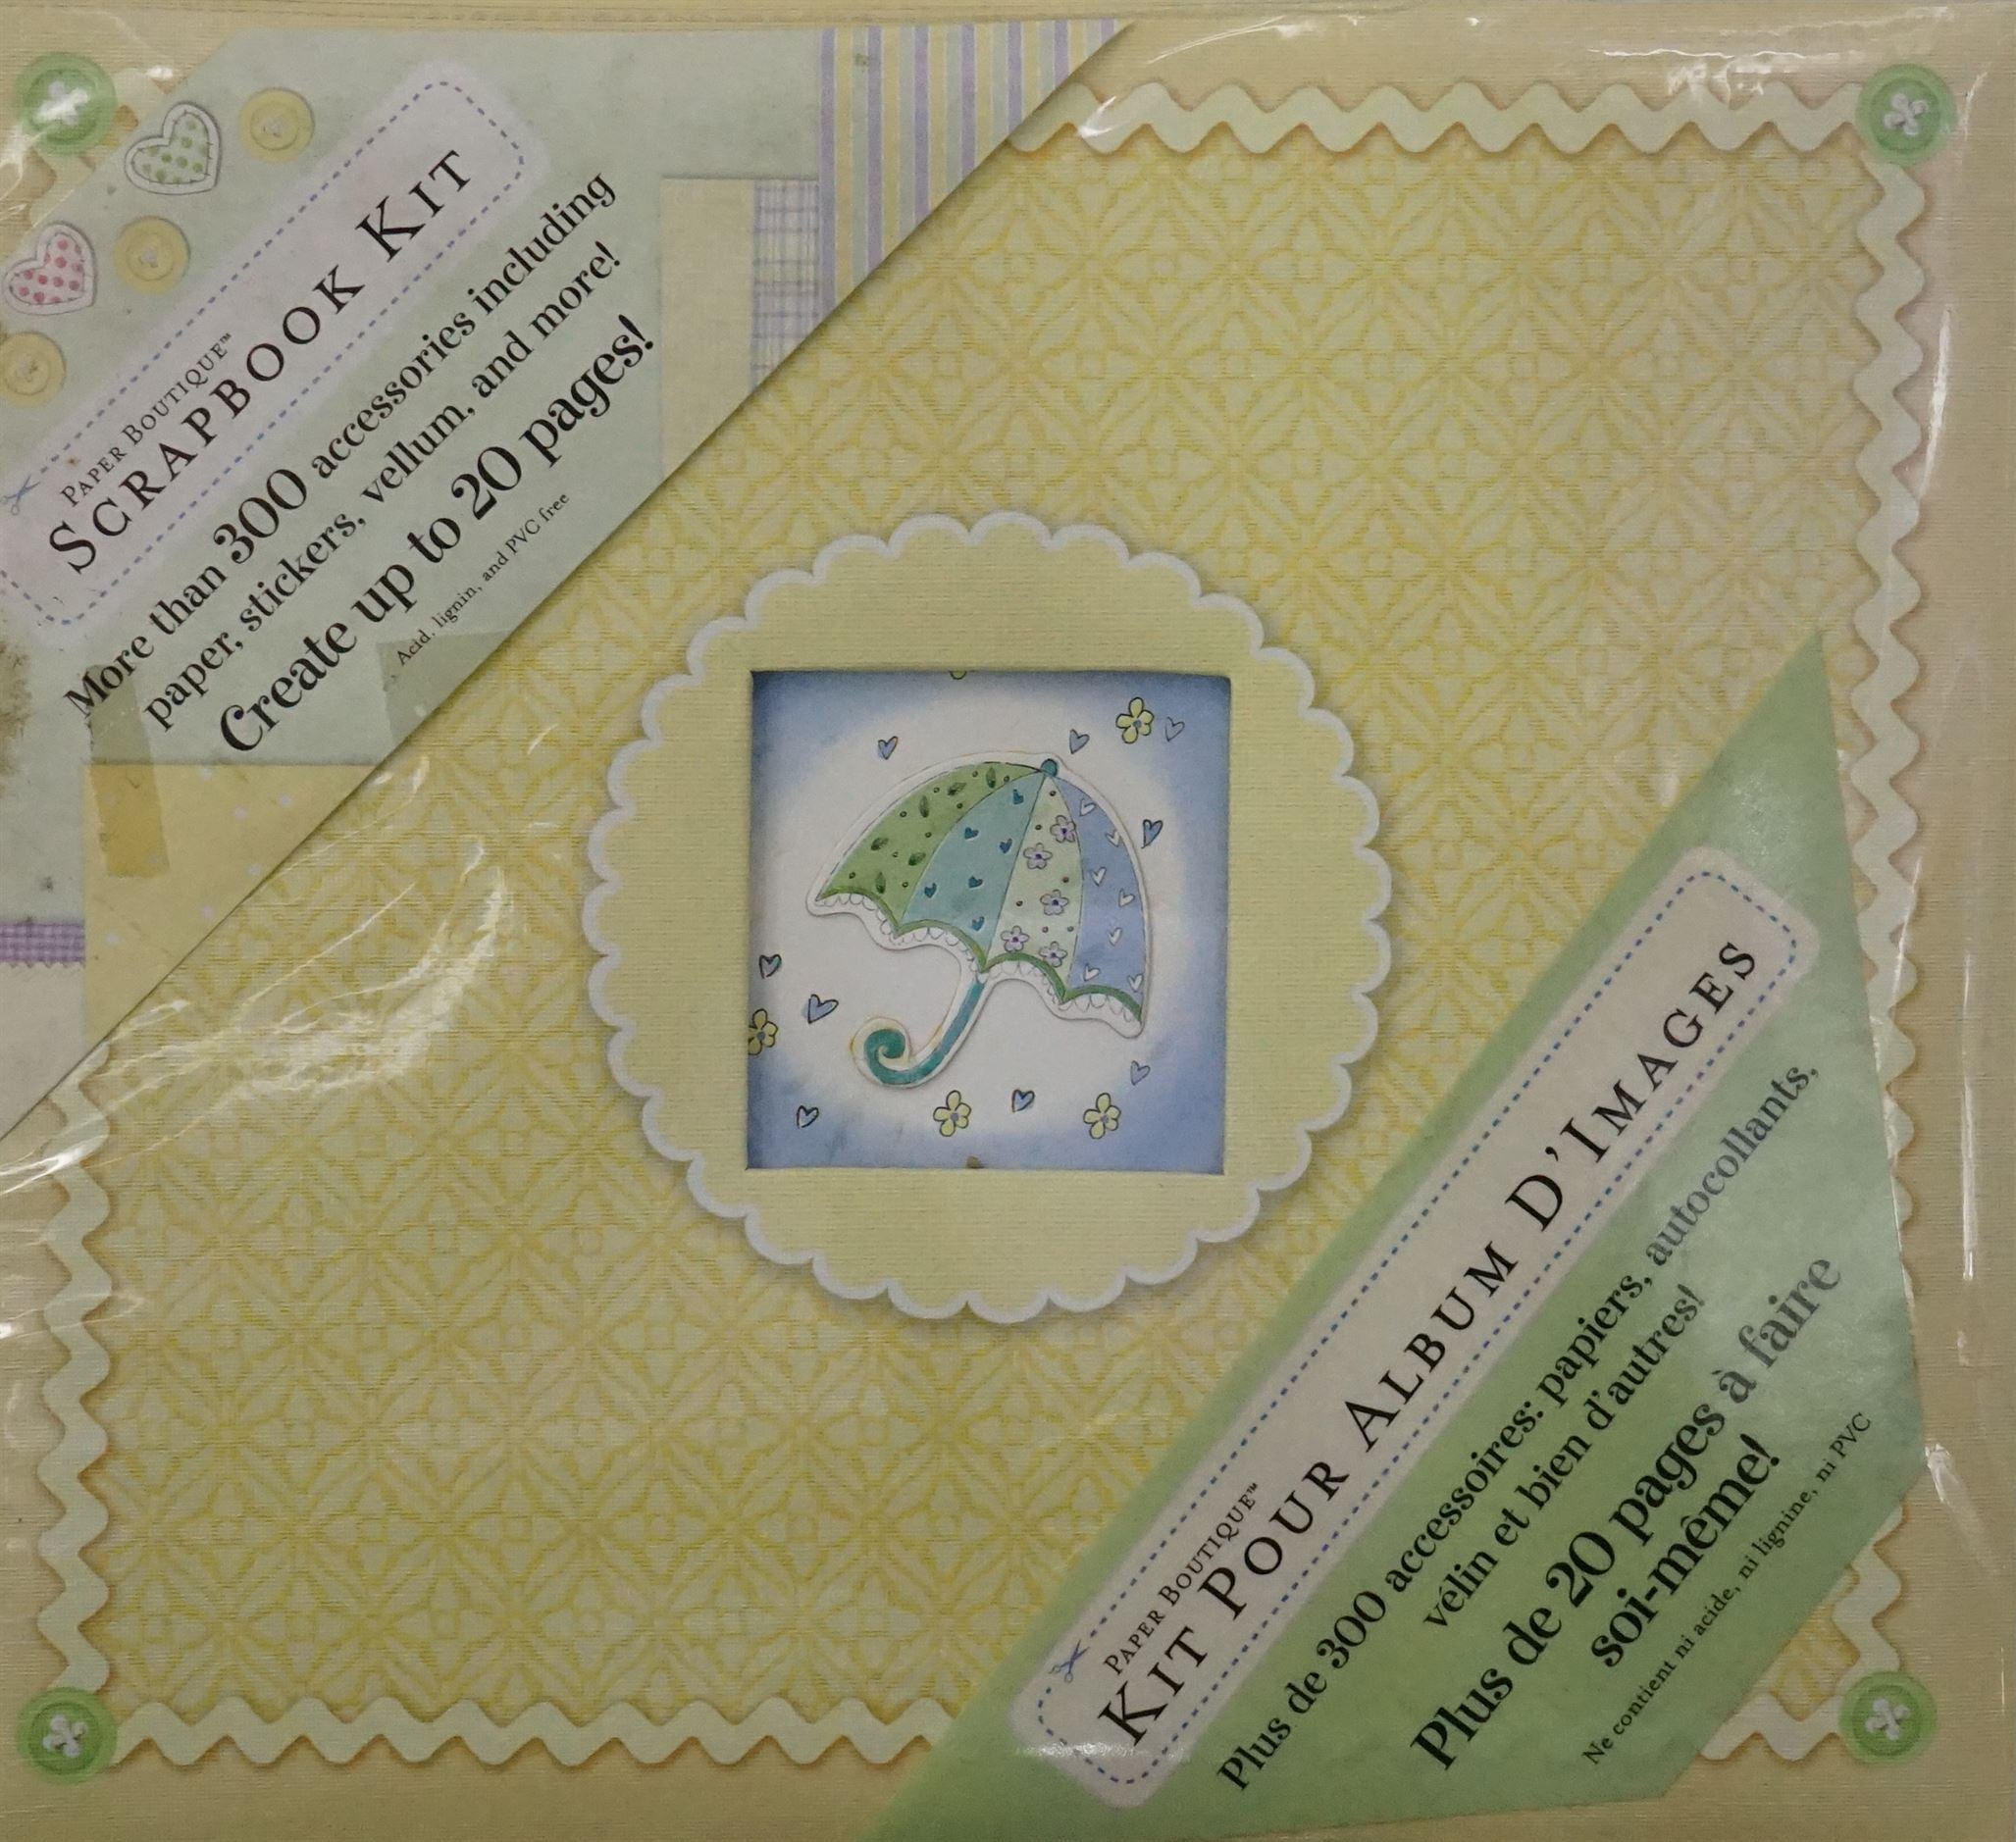 PAPER BOUTIQUE™
SCRAPBOOK KIT
More than 300 accessories including
paper, stickers, vellum, and more!
Create up to 20 pages!
Acid, lignin, and PVC free
PAPER BOUTIQUE™
KIT POUR ALBUM D'IMAGES
Plus de 300 accessoires: papiers, autocollants,
vélin et bien d'autres!
Plus de 20 pages à faire
soi-même!
Ne contient ni acide, ni lignine, ni PVC